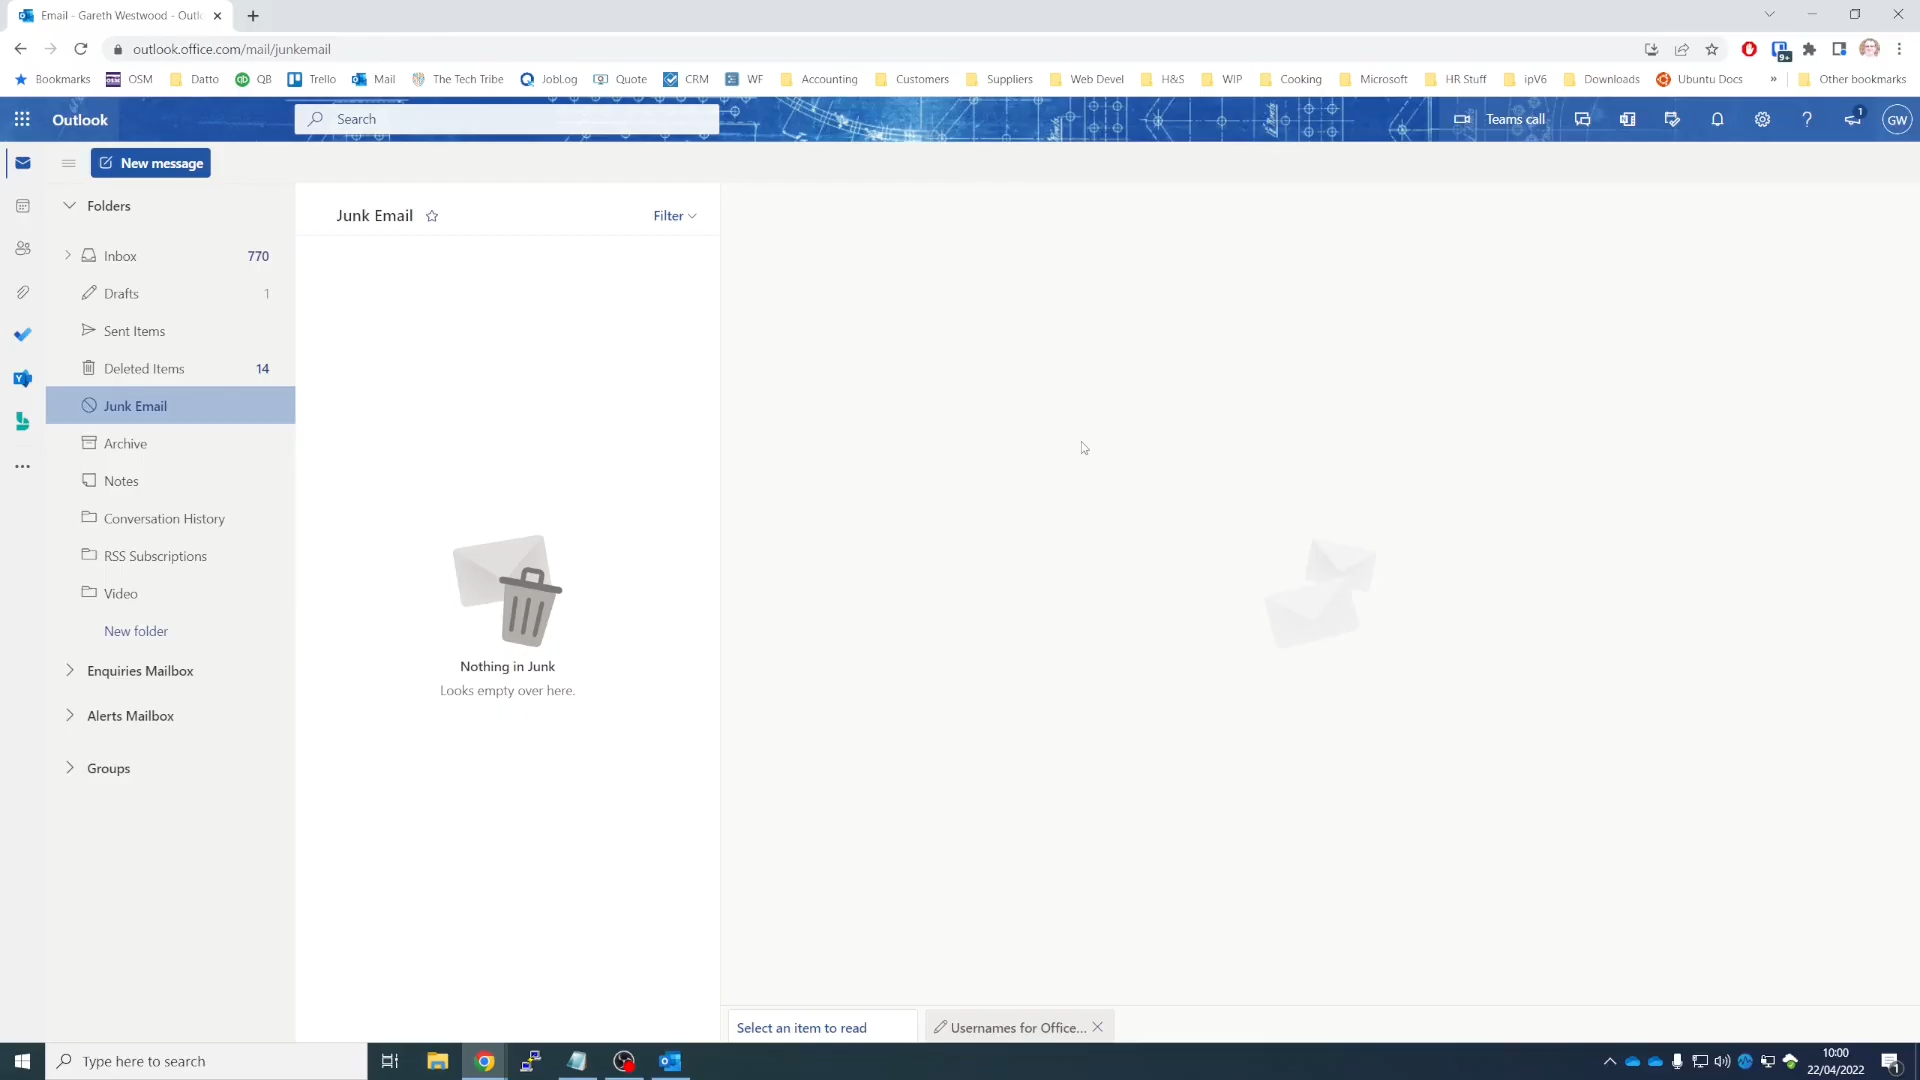 Email - Gareth Westwood - Outlo
outlook.office.com/mail/junkemail
9+
Bookmarks OSM Datto QB Trello Mail The Tech Tribe JobLog Quote CRM WF Accounting Customers Suppliers Web Devel H&S WIP Cooking Microsoft HR Stuff ipV6 Downloads Ubuntu Docs » Other bookmarks
Outlook
Search
Teams call
1
GW
New message
Folders
Inbox 770
Drafts 1
Sent Items
Deleted Items 14
Junk Email
Archive
Notes
Conversation History
RSS Subscriptions
Video
New folder
Enquiries Mailbox
Alerts Mailbox
Groups
Junk Email
Filter
Nothing in Junk
Looks empty over here.
Select an item to read
Usernames for Office...
Type here to search
10:00
22/04/2022
1